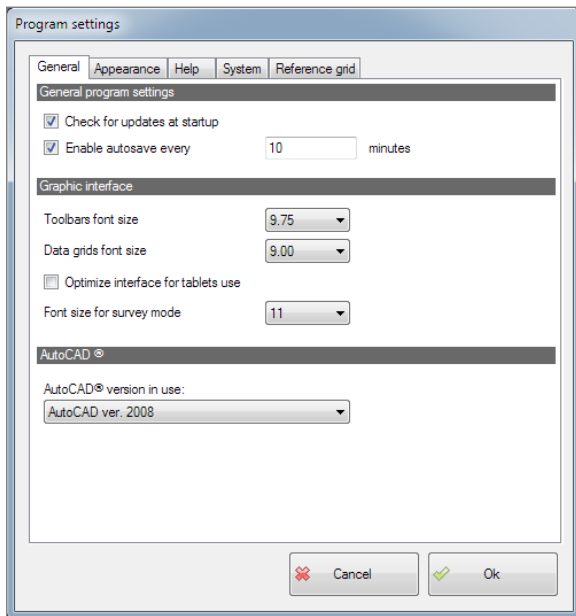 Program settings
General Appearance Help System Reference grid
General program settings
Check for updates at startup
Enable autosave every 10 minutes
Graphic interface
Toolbars font size 9.75
Data grids font size 9.00
Optimize interface for tablets use
Font size for survey mode 11
AutoCAD ®
AutoCAD® version in use:
AutoCAD ver. 2008
Cancel Ok